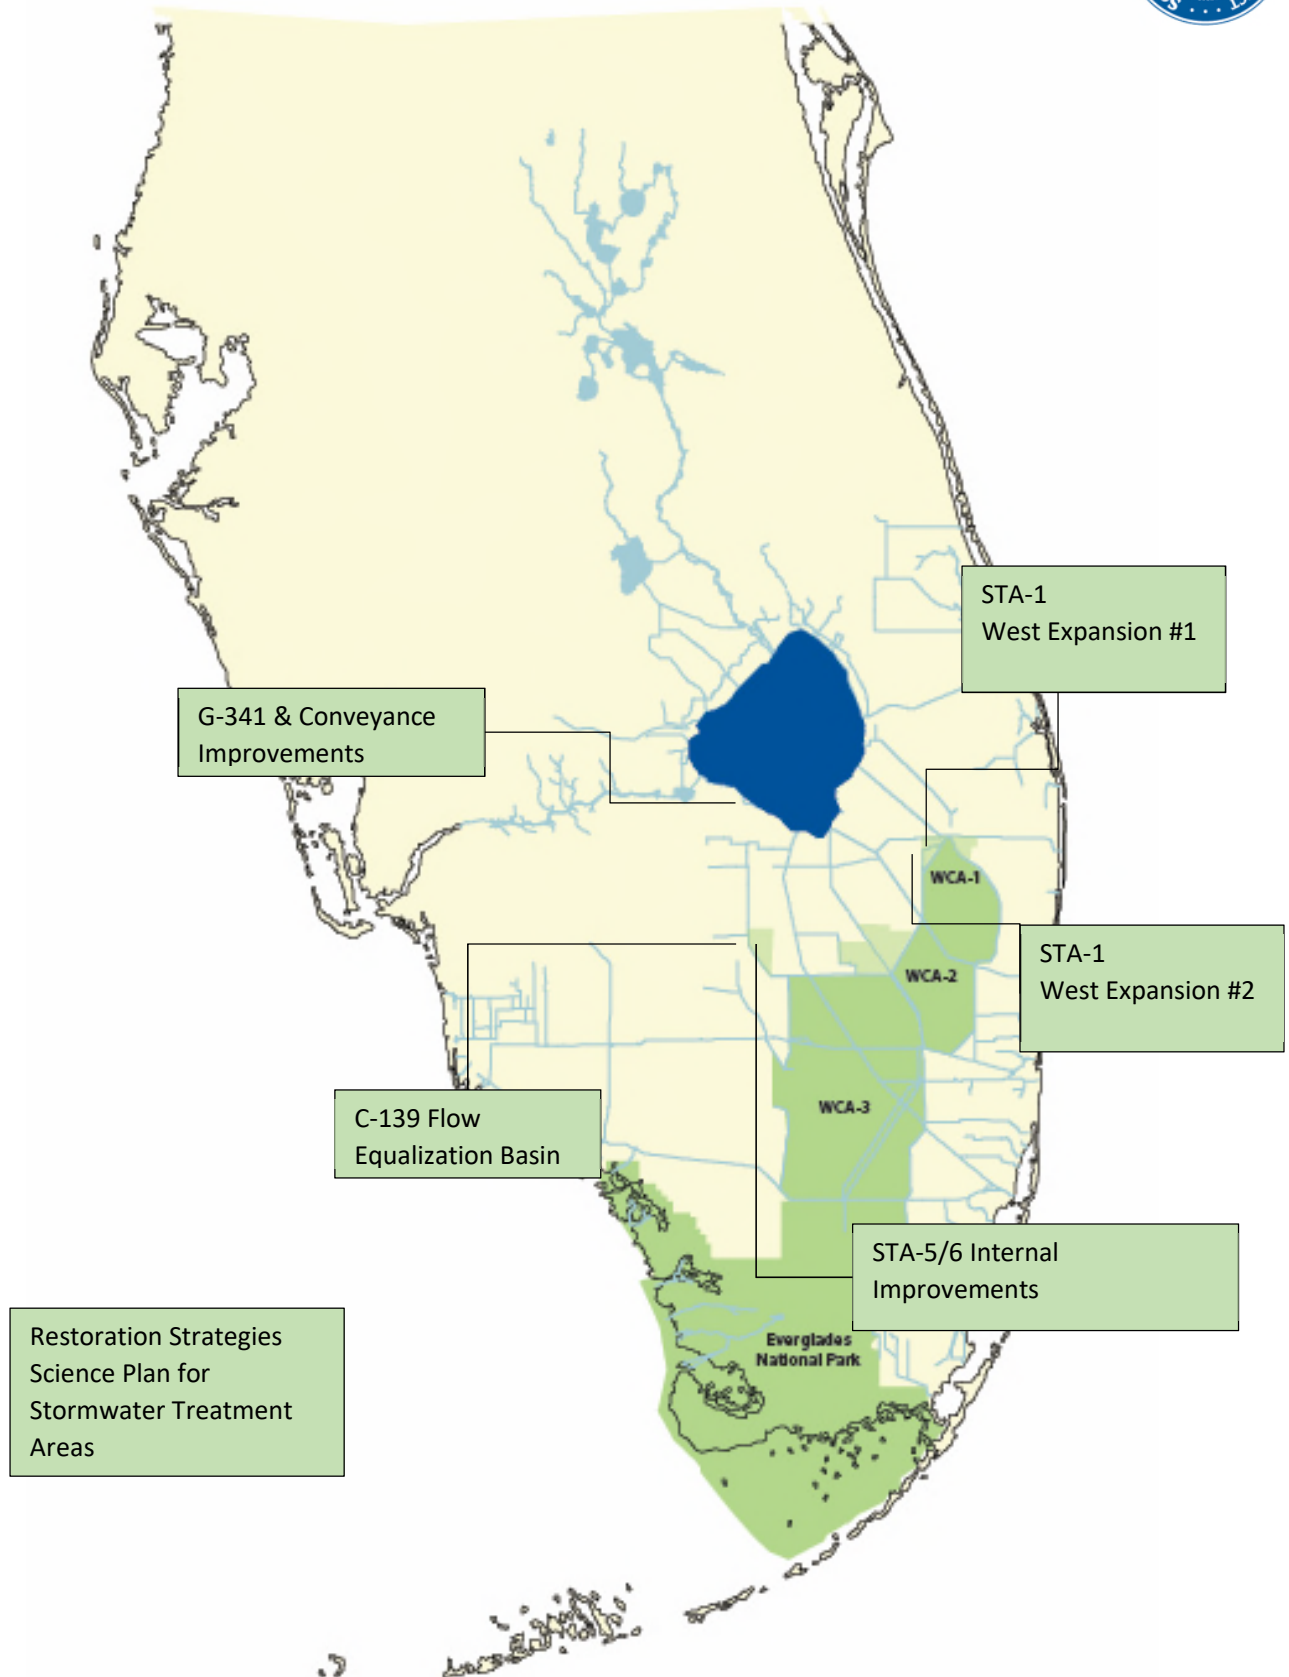 STA-1
West Expansion #1
G-341 & Conveyance
Improvements
WCA-1
STA-1
West Expansion #2
WCA-2
C-139 Flow
Equalization Basin
WCA-3
STA-5/6 Internal
Improvements
Everglades
National Park
Restoration Strategies
Science Plan for
Stormwater Treatment
Areas